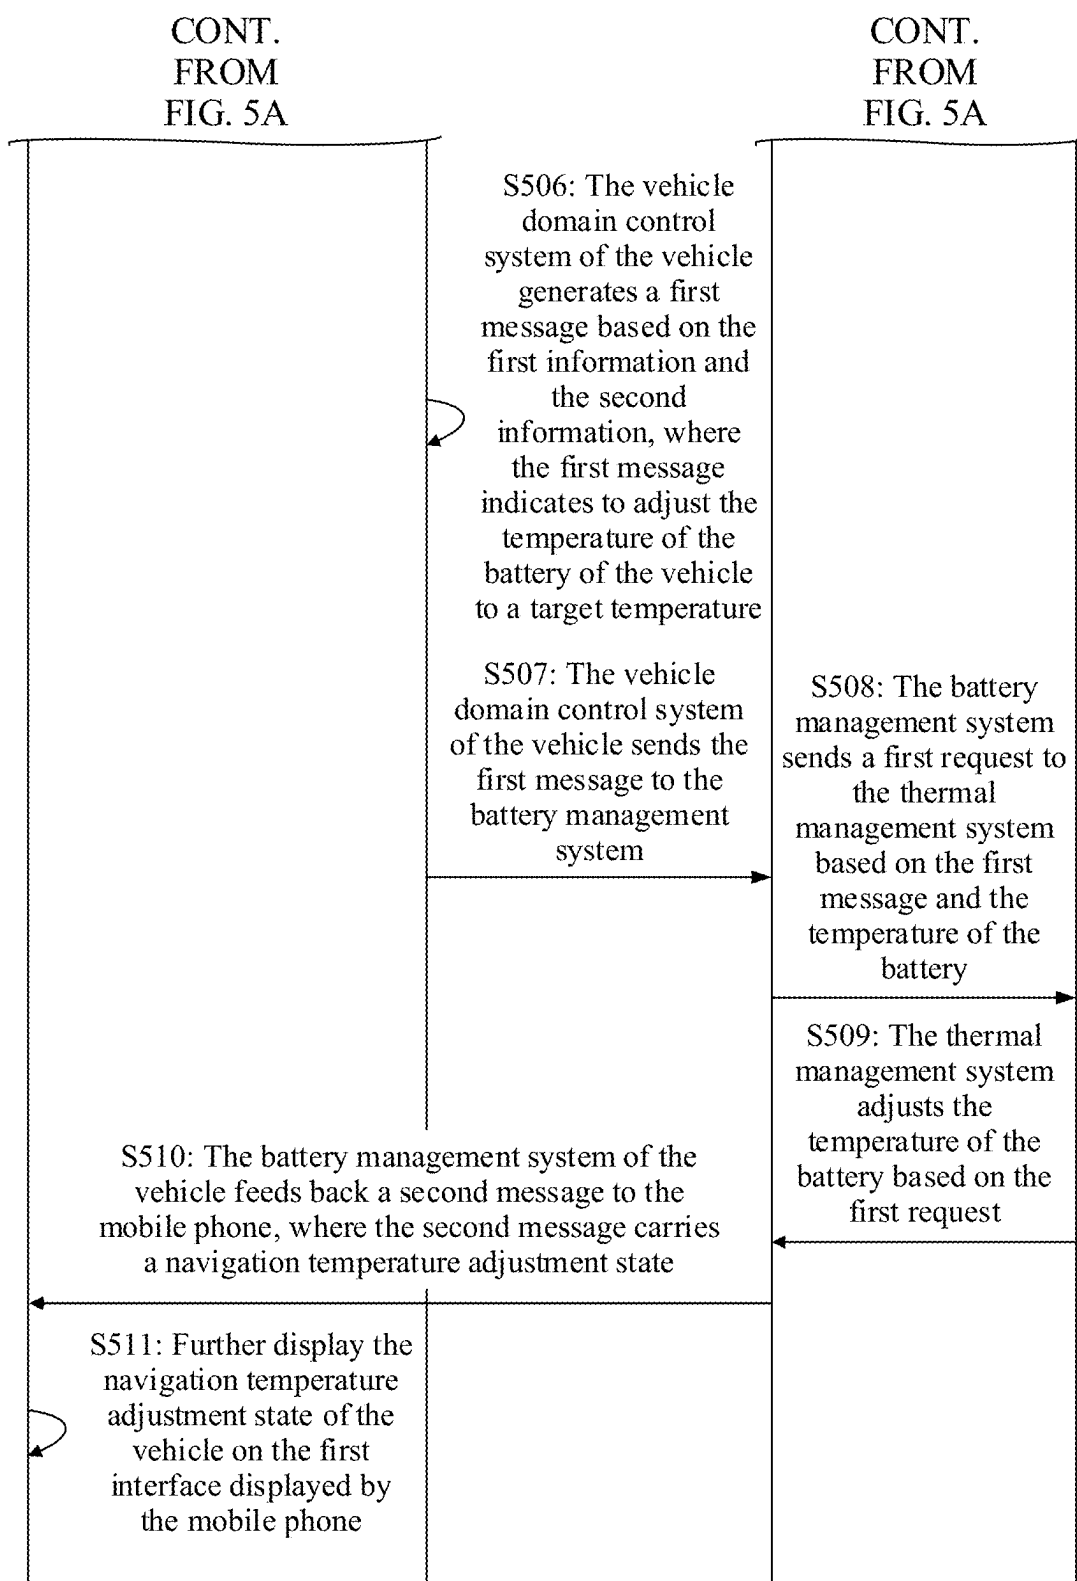 CONT.
FROM
FIG. 5A
CONT.
FROM
FIG. 5A
S506: The vehicle
domain control
system of the vehicle
generates a first
message based on the
first information and
the second
information, where
the first message
indicates to adjust the
temperature of the
battery of the vehicle
to a target temperature
S507: The vehicle
domain control system
of the vehicle sends the
first message to the
battery management
system
S508: The battery
management system
sends a first request to
the thermal
management system
based on the first
message and the
temperature of the
battery
S509: The thermal
management system
adjusts the
temperature of the
battery based on the
first request
S510: The battery management system of the
vehicle feeds back a second message to the
mobile phone, where the second message carries
a navigation temperature adjustment state
S511: Further display the
navigation temperature
adjustment state of the
vehicle on the first
interface displayed by
the mobile phone